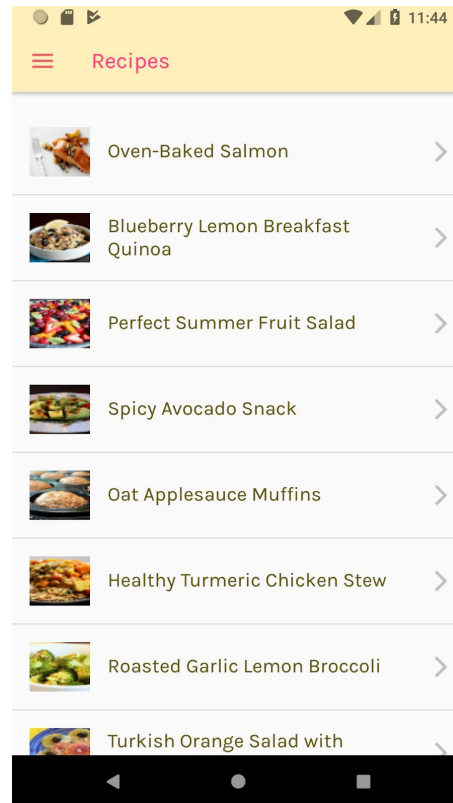 11:44
Recipes
Oven-Baked Salmon
Blueberry Lemon Breakfast
Quinoa
Perfect Summer Fruit Salad
Spicy Avocado Snack
Oat Applesauce Muffins
Healthy Turmeric Chicken Stew
Roasted Garlic Lemon Broccoli
Turkish Orange Salad with